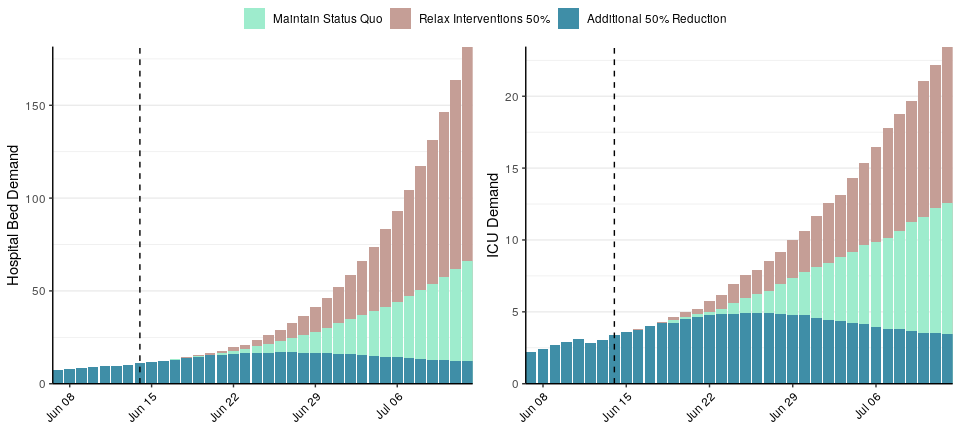 Maintain Status Quo Relax Interventions 50% Additional 50% Reduction
Hospital Bed Demand
150
100
50
0
Jun 08 Jun 15 Jun 22 Jun 29 Jul 06
ICU Demand
20
15
10
5
0
Jun 08 Jun 15 Jun 22 Jun 29 Jul 06